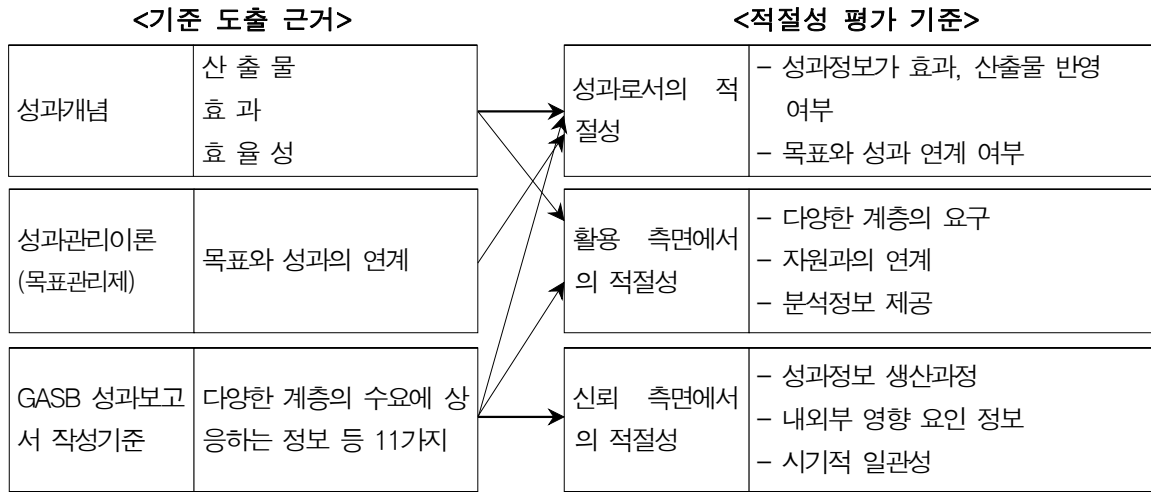 <기준 도출 근거>
<적절성 평가 기준>
성과개념
산 출 물
효 과
효 율 성
성과로서의 적
절성
– 성과정보가 효과, 산출물 반영
여부
– 목표와 성과 연계 여부
성과관리이론
(목표관리제)
목표와 성과의 연계
활용 측면에서
의 적절성
– 다양한 계층의 요구
– 자원과의 연계
– 분석정보 제공
GASB 성과보고
서 작성기준
다양한 계층의 수요에 상
응하는 정보 등 11가지
신뢰 측면에서
의 적절성
– 성과정보 생산과정
– 내외부 영향 요인 정보
– 시기적 일관성